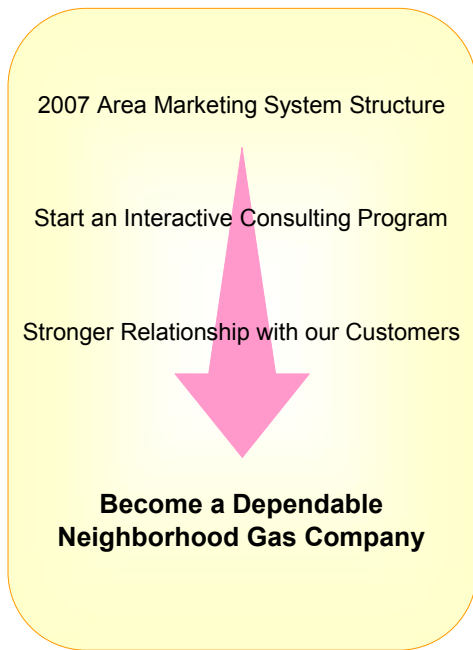 2007 Area Marketing System Structure
Start an Interactive Consulting Program
Stronger Relationship with our Customers
Become a Dependable
Neighborhood Gas Company